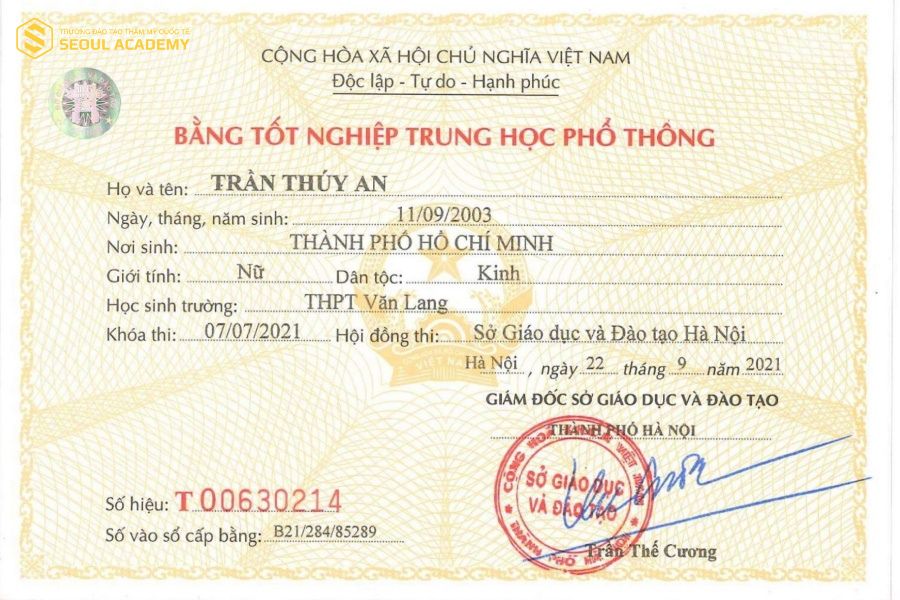 TRƯỜNG ĐÀO TẠO THẨM MỸ QUỐC TẾ
SEOUL ACADEMY
CỘNG HÒA XÃ HỘI CHỦ NGHĨA VIỆT NAM
Độc lập - Tự do - Hạnh phúc
BẰNG TỐT NGHIỆP TRUNG HỌC PHỔ THÔNG
Họ và tên: TRẦN THÚY AN
Ngày, tháng, năm sinh: 11/09/2003
Nơi sinh: THÀNH PHỐ HỒ CHÍ MINH
Giới tính: Nữ Dân tộc: Kinh
Học sinh trường: THPT Văn Lang
Khóa thi: 07/07/2021 Hội đồng thi: Sở Giáo dục và Đào tạo Hà Nội
Hà Nội, ngày 22 tháng 9 năm 2021
GIÁM ĐỐC SỞ GIÁO DỤC VÀ ĐÀO TẠO
THÀNH PHỐ HÀ NỘI
SỞ GIÁO DỤC
VÀ ĐÀO TẠO
Số hiệu: T 00630214
Số vào sổ cấp bằng: B21/284/85289
Trần Thế Cương